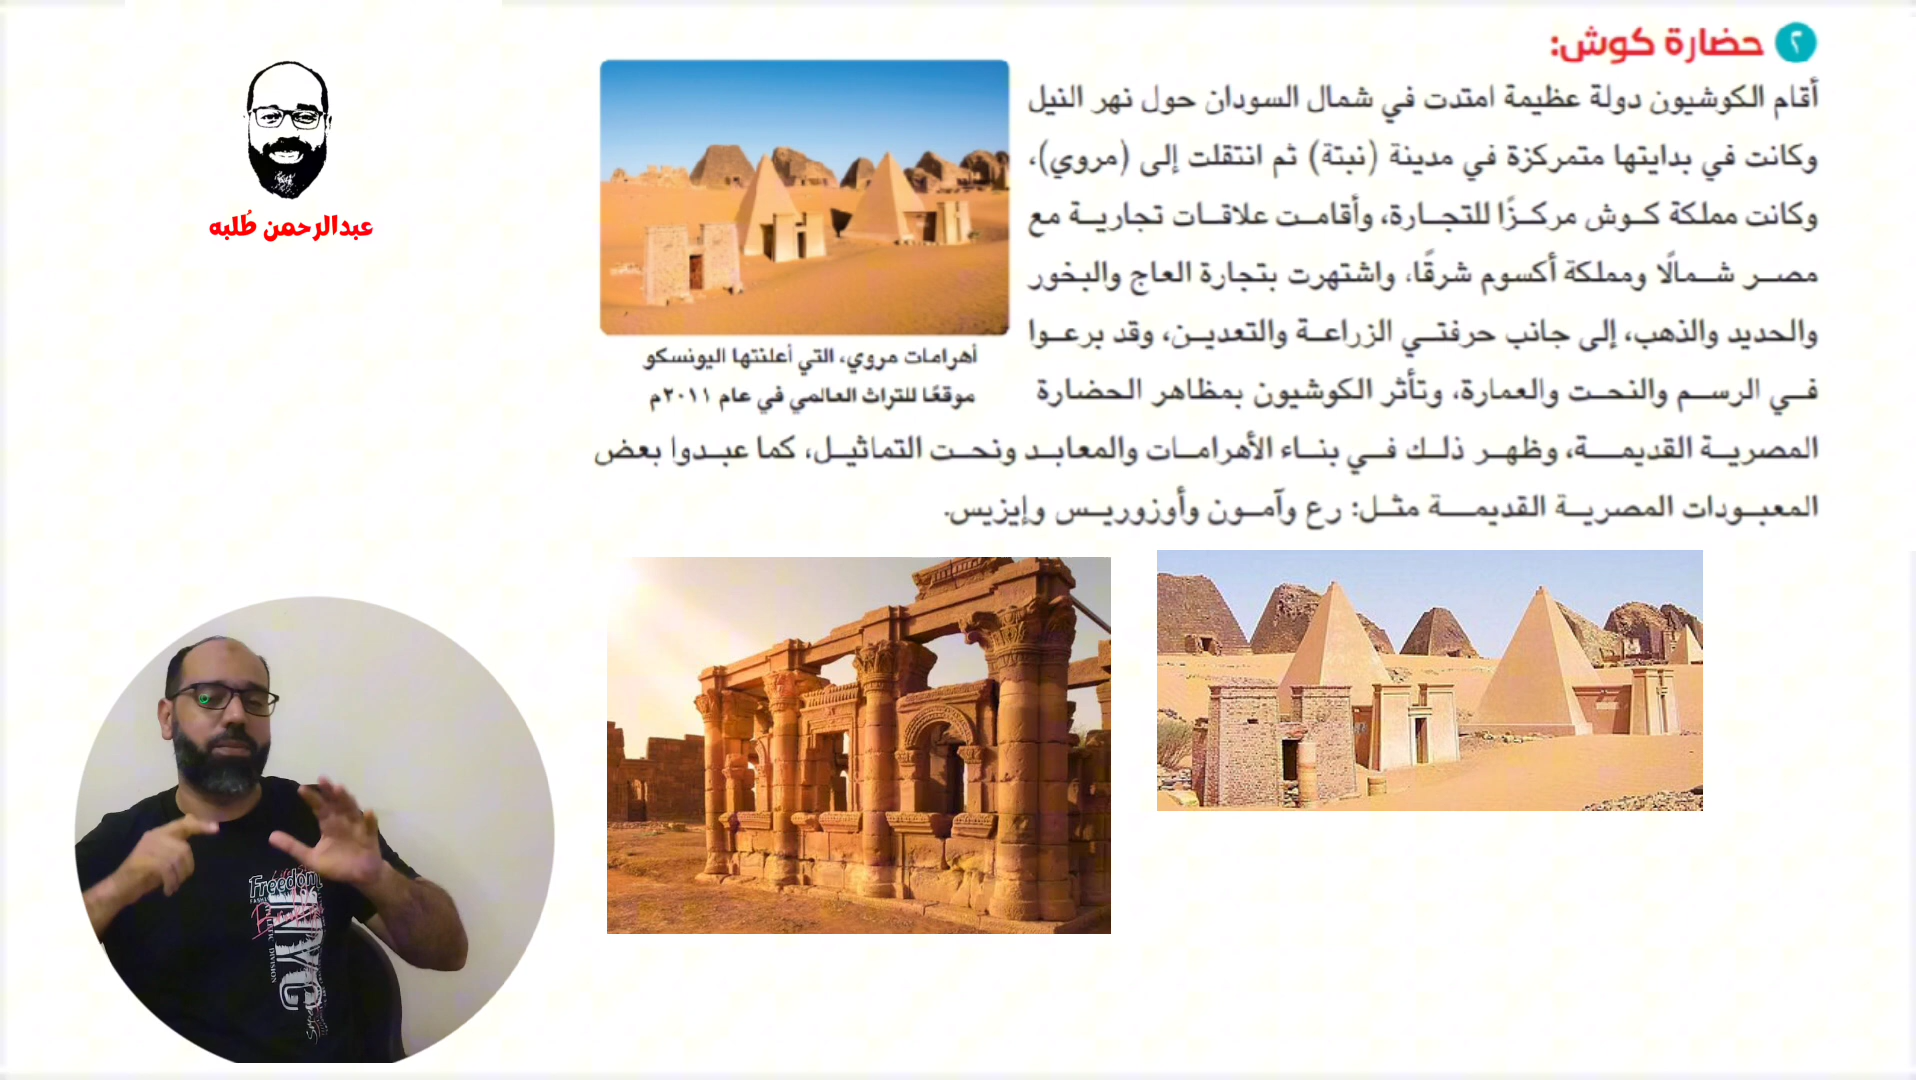 ٢ حضارة كوش:
أقام الكوشيون دولة عظيمة امتدت في شمال السودان حول نهر النيل
وكانت في بدايتها متمركزة في مدينة (نبتة) ثم انتقلت إلى (مروي)،
وكانت مملكة كوش مركزًا للتجارة، وأقامت علاقات تجارية مع
مصر شمالًا ومملكة أكسوم شرقًا، واشتهرت بتجارة العاج والبخور
والحديد والذهب، إلى جانب حرفتي الزراعة والتعدين، وقد برعوا
في الرسم والنحت والعمارة، وتأثر الكوشيون بمظاهر الحضارة
المصرية القديمة، وظهر ذلك في بناء الأهرامات والمعابد ونحت التماثيل، كما عبدوا بعض
المعبودات المصرية القديمة مثل: رع وآمون وأوزوريس وإيزيس.
أهرامات مروي، التي أعلنتها اليونسكو
موقعًا للتراث العالمي في عام ٢٠١١م
عبدالرحمن طُلبه
Freedom
NYC
DIVISION